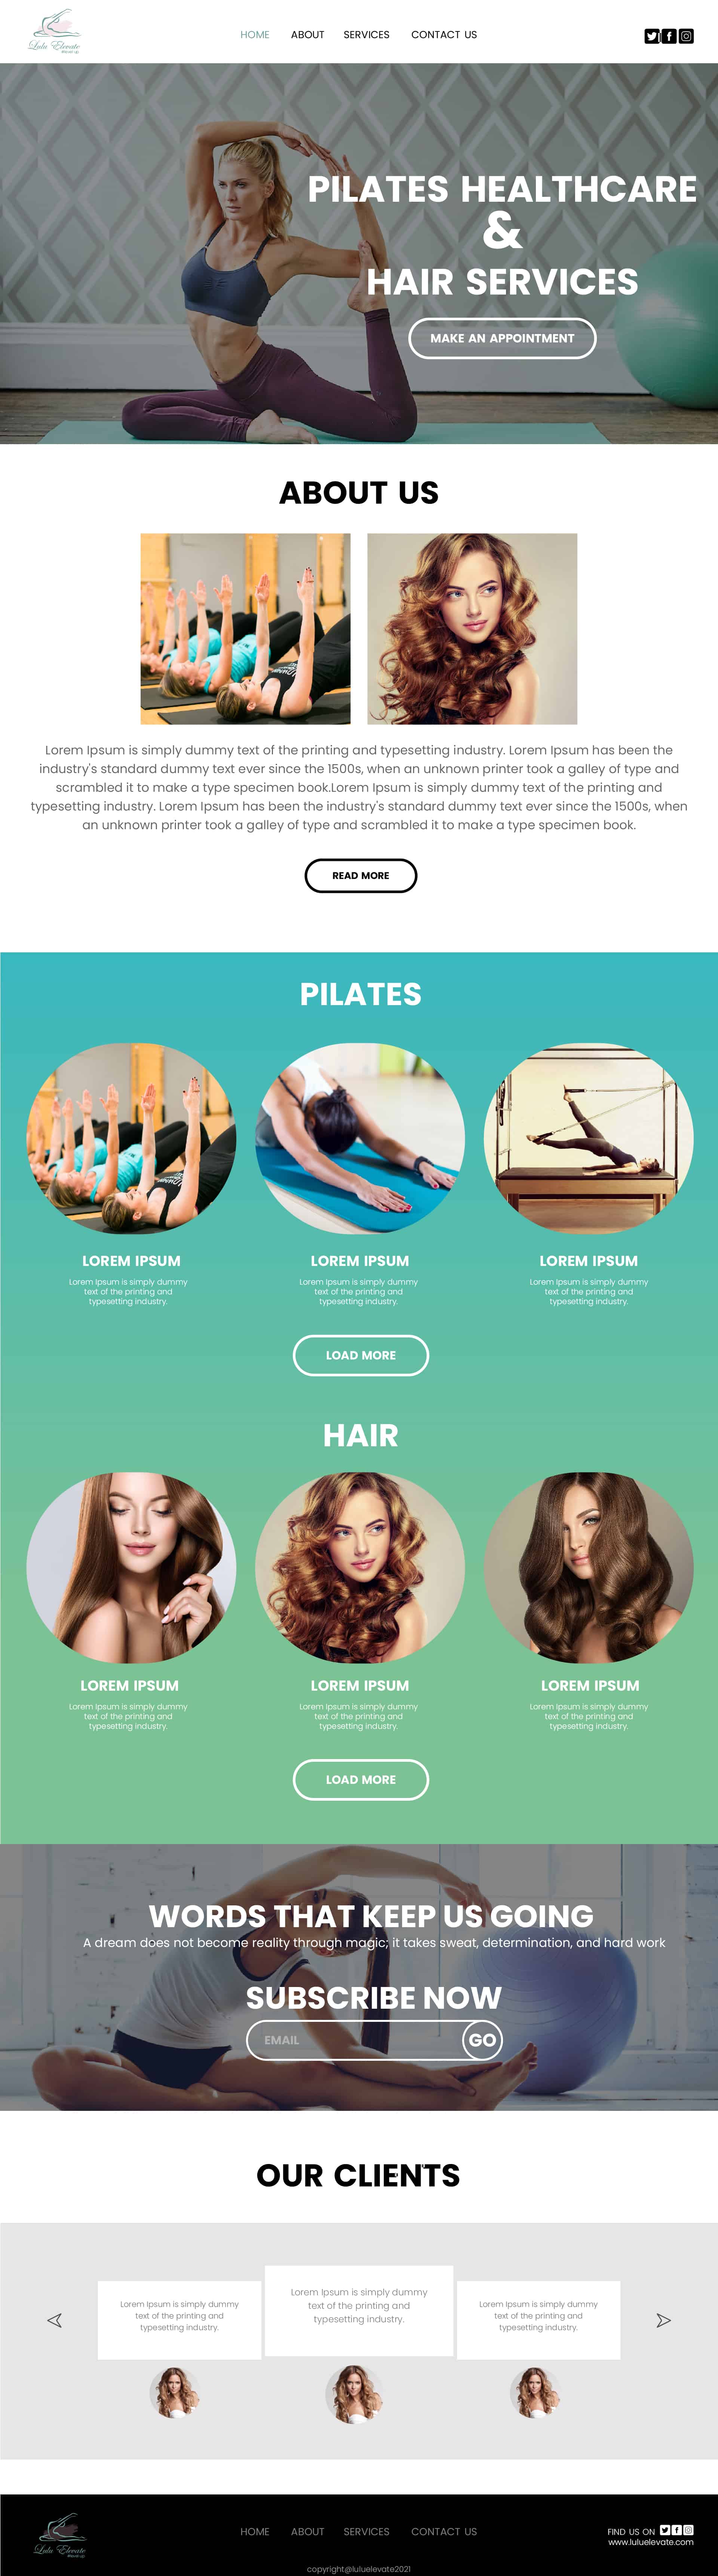 Lulu Elevate
HOME ABOUT SERVICES CONTACT US
PILATES HEALTHCARE
&
HAIR SERVICES
MAKE AN APPOINTMENT
ABOUT US
Lorem Ipsum is simply dummy text of the printing and typesetting industry. Lorem Ipsum has been the
industry's standard dummy text ever since the 1500s, when an unknown printer took a galley of type and
scrambled it to make a type specimen book.Lorem Ipsum is simply dummy text of the printing and
typesetting industry. Lorem Ipsum has been the industry's standard dummy text ever since the 1500s, when
an unknown printer took a galley of type and scrambled it to make a type specimen book.
READ MORE
PILATES
LOREM IPSUM
Lorem Ipsum is simply dummy
text of the printing and
typesetting industry.
LOREM IPSUM
Lorem Ipsum is simply dummy
text of the printing and
typesetting industry.
LOREM IPSUM
Lorem Ipsum is simply dummy
text of the printing and
typesetting industry.
LOAD MORE
HAIR
LOREM IPSUM
Lorem Ipsum is simply dummy
text of the printing and
typesetting industry.
LOREM IPSUM
Lorem Ipsum is simply dummy
text of the printing and
typesetting industry.
LOREM IPSUM
Lorem Ipsum is simply dummy
text of the printing and
typesetting industry.
LOAD MORE
WORDS THAT KEEP US GOING
A dream does not become reality through magic; it takes sweat, determination, and hard work
SUBSCRIBE NOW
EMAIL GO
OUR CLIENTS
Lorem Ipsum is simply dummy
text of the printing and
typesetting industry.
Lorem Ipsum is simply dummy
text of the printing and
typesetting industry.
Lorem Ipsum is simply dummy
text of the printing and
typesetting industry.
Lulu Elevate
HOME ABOUT SERVICES CONTACT US
FIND US ON
www.luluelevate.com
copyright@luluelevate2021